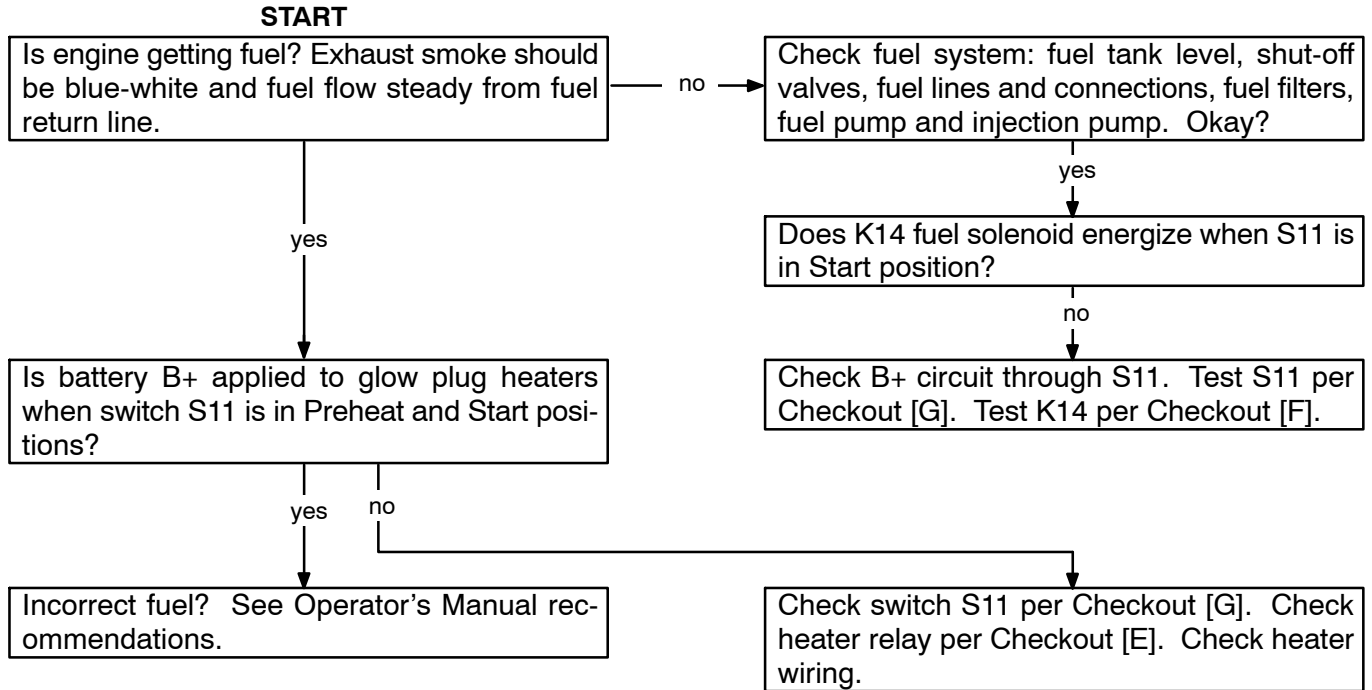 START
Is engine getting fuel? Exhaust smoke should
be blue-white and fuel flow steady from fuel
return line.
no
Check fuel system: fuel tank level, shut-off
valves, fuel lines and connections, fuel filters,
fuel pump and injection pump. Okay?
yes
Does K14 fuel solenoid energize when S11 is
in Start position?
no
Check B+ circuit through S11. Test S11 per
Checkout [G]. Test K14 per Checkout [F].
yes
Is battery B+ applied to glow plug heaters
when switch S11 is in Preheat and Start posi-
tions?
yes
no
Incorrect fuel? See Operator's Manual rec-
ommendations.
Check switch S11 per Checkout [G]. Check
heater relay per Checkout [E]. Check heater
wiring.